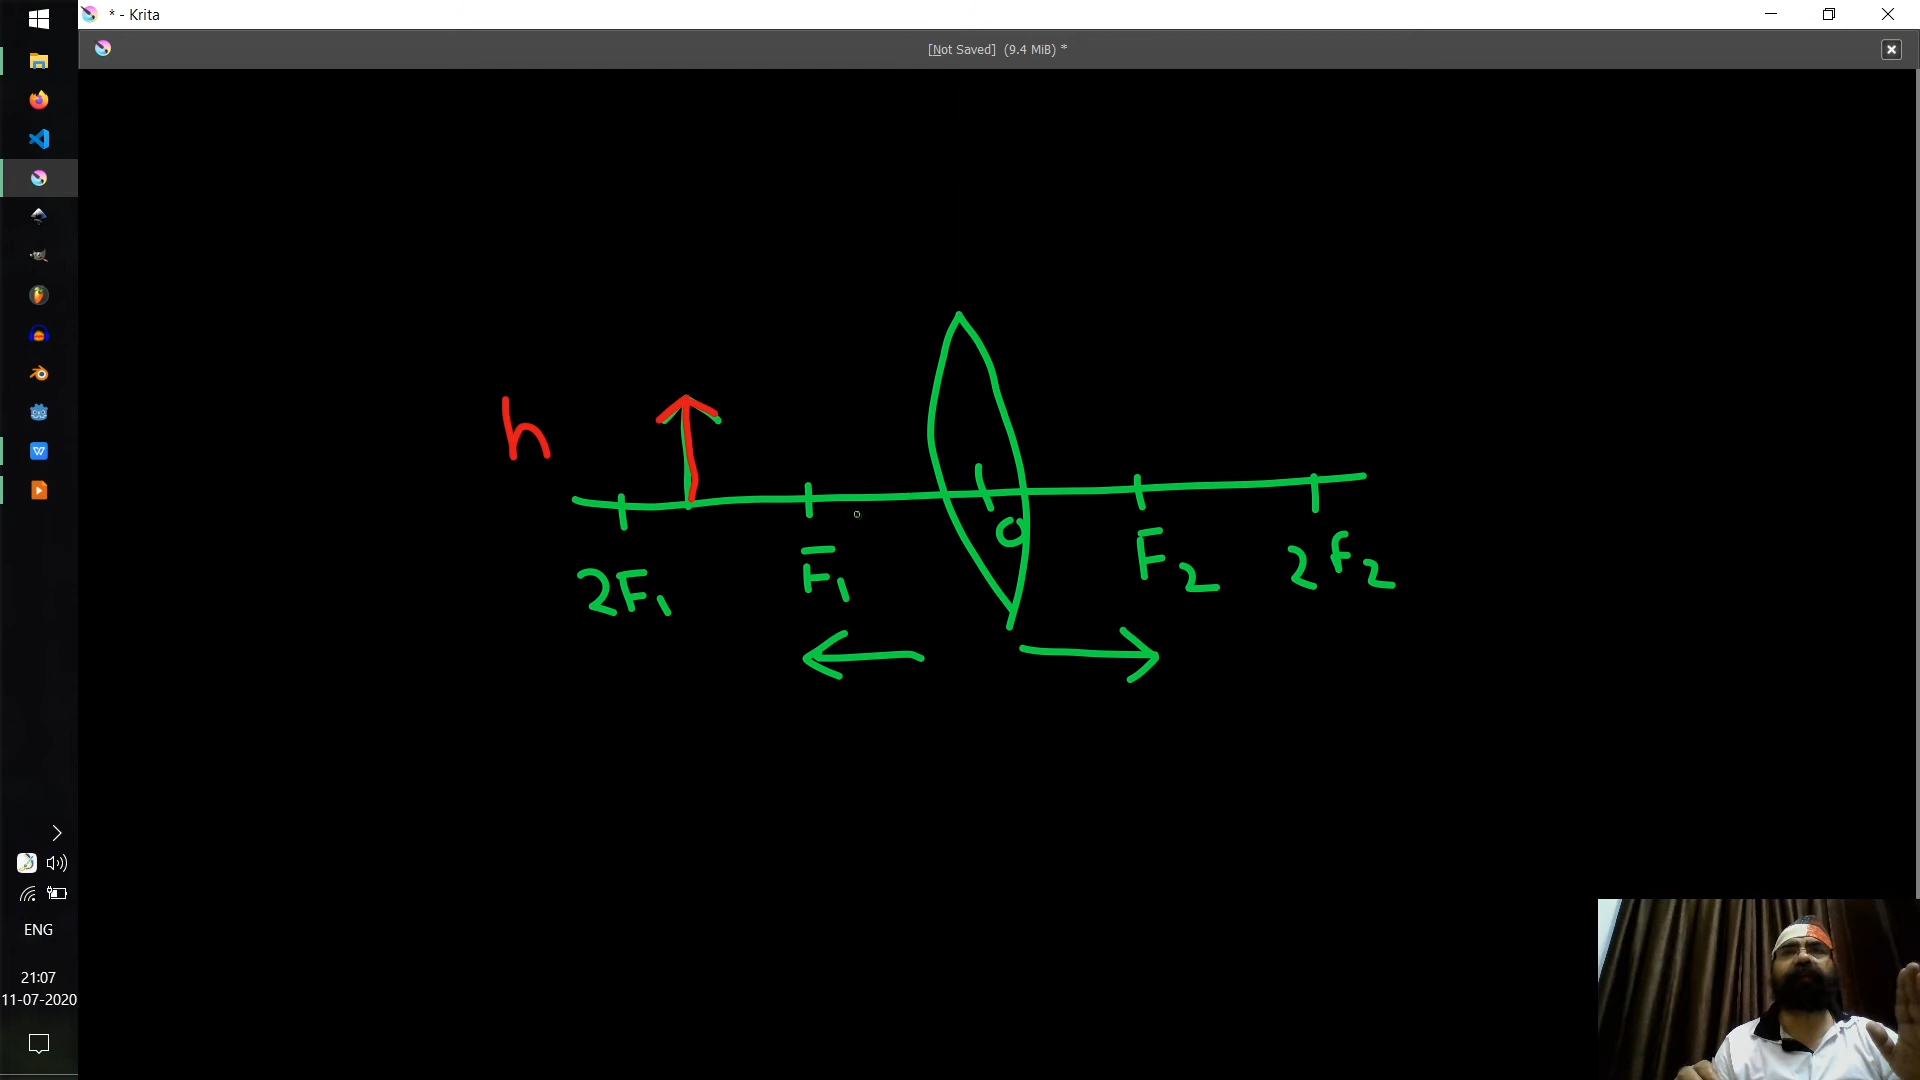 * - Krita
[Not Saved] (9.4 MiB) *
h
O
2F₁
F₁
F₂
2F₂
ENG
21:07
11-07-2020